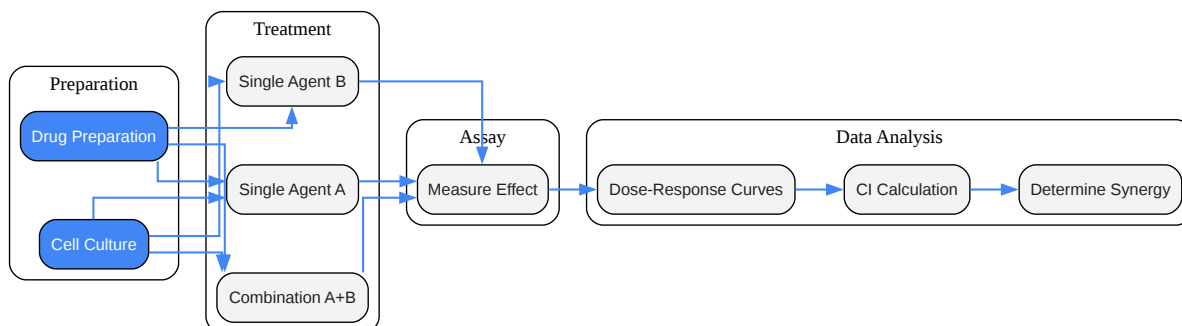 Preparation
Drug Preparation
Cell Culture
Treatment
Single Agent B
Single Agent A
Combination A+B
Assay
Measure Effect
Data Analysis
Dose-Response Curves
CI Calculation
Determine Synergy